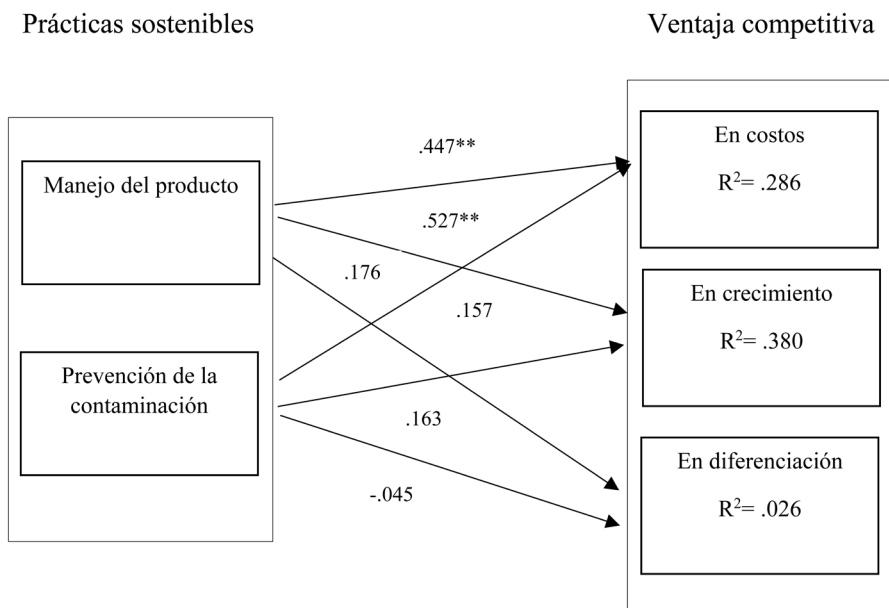 Prácticas sostenibles
Ventaja competitiva
Manejo del producto
Prevención de la
contaminación
.447**
.527**
.176
.157
.163
-.045
En costos
R²= .286
En crecimiento
R²= .380
En diferenciación
R²= .026